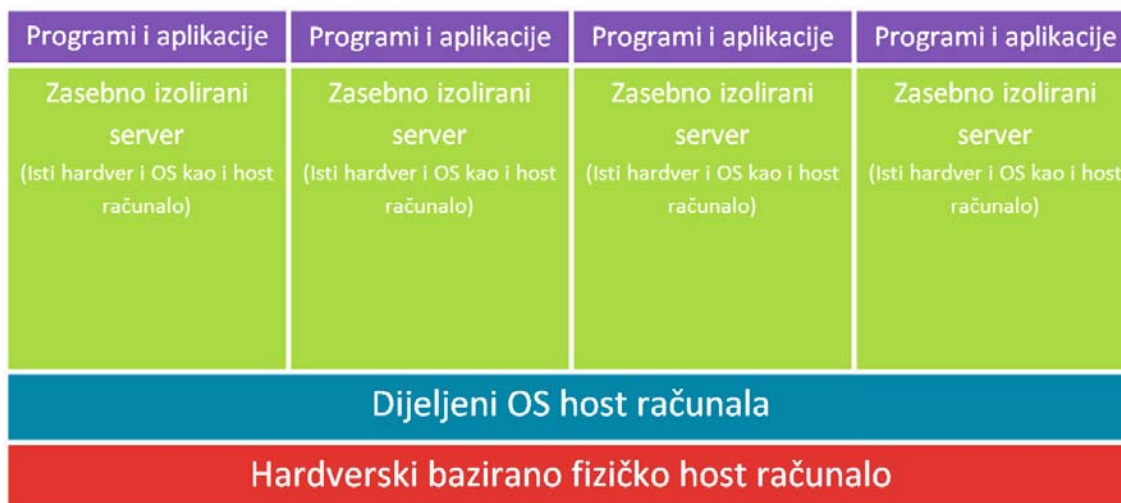 Programi i aplikacije
Programi i aplikacije
Programi i aplikacije
Programi i aplikacije
Zasebno izolirani
server
(Isti hardver i OS kao i host
računalo)
Zasebno izolirani
server
(Isti hardver i OS kao i host
računalo)
Zasebno izolirani
server
(Isti hardver i OS kao i host
računalo)
Zasebno izolirani
server
(Isti hardver i OS kao i host
računalo)
Dijeljeni OS host računala
Hardverski bazirano fizičko host računalo